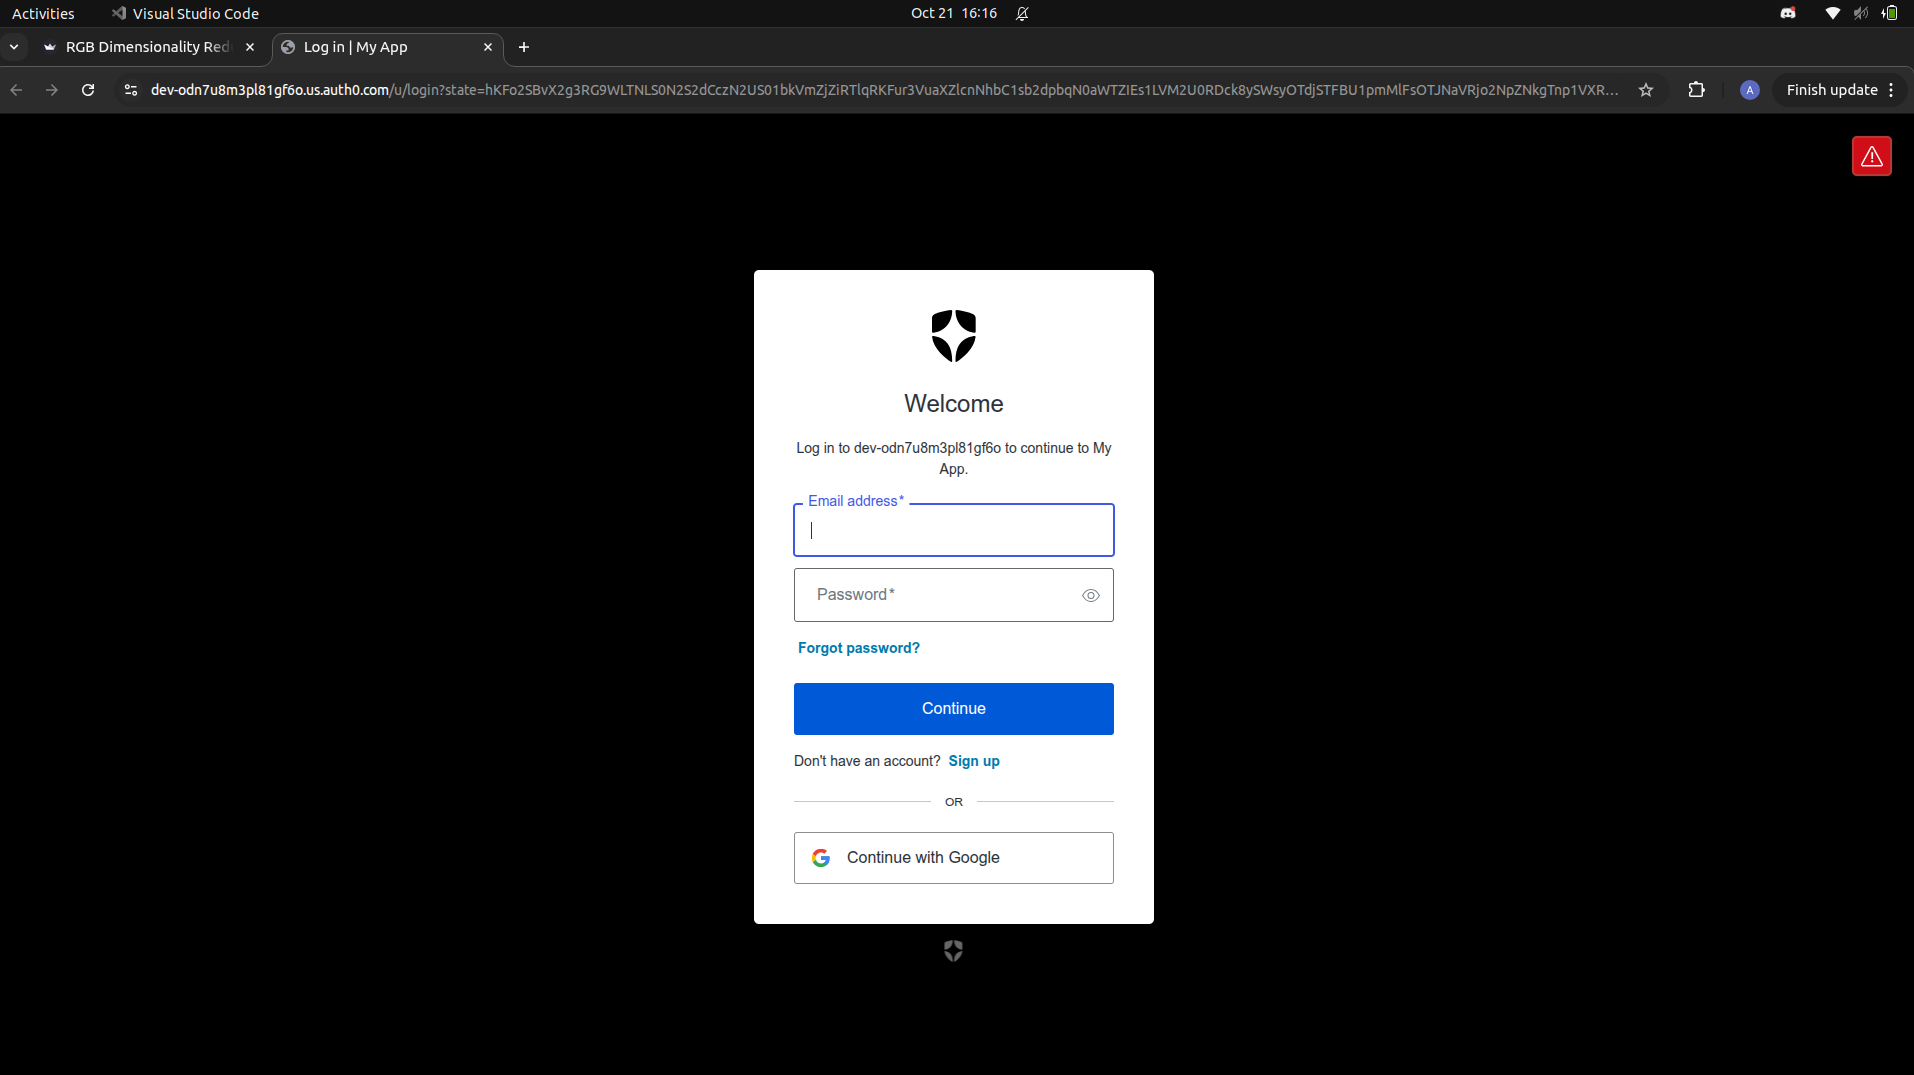 Activities
Visual Studio Code
Oct 21 16:16
RGB Dimensionality Red
Log in | My App
dev-odn7u8m3pl81gf6o.us.auth0.com/u/login?state=hKFo2SBvX2g3RG9WLTNLS0N2S2dCczN2US01bkVmZjZiRTlqRKFur3VuaXZlcnNhbC1sb2dpbqN0aWTZIEs1LVM2U0RDck8ySWsyOTdjSTFBU1pmMlFsOTJNaVRjo2NpZNkgTnp1VXR...
A
Finish update
Welcome
Log in to dev-odn7u8m3pl81gf6o to continue to My
App.
Email address*
Password*
Forgot password?
Continue
Don't have an account? Sign up
OR
Continue with Google